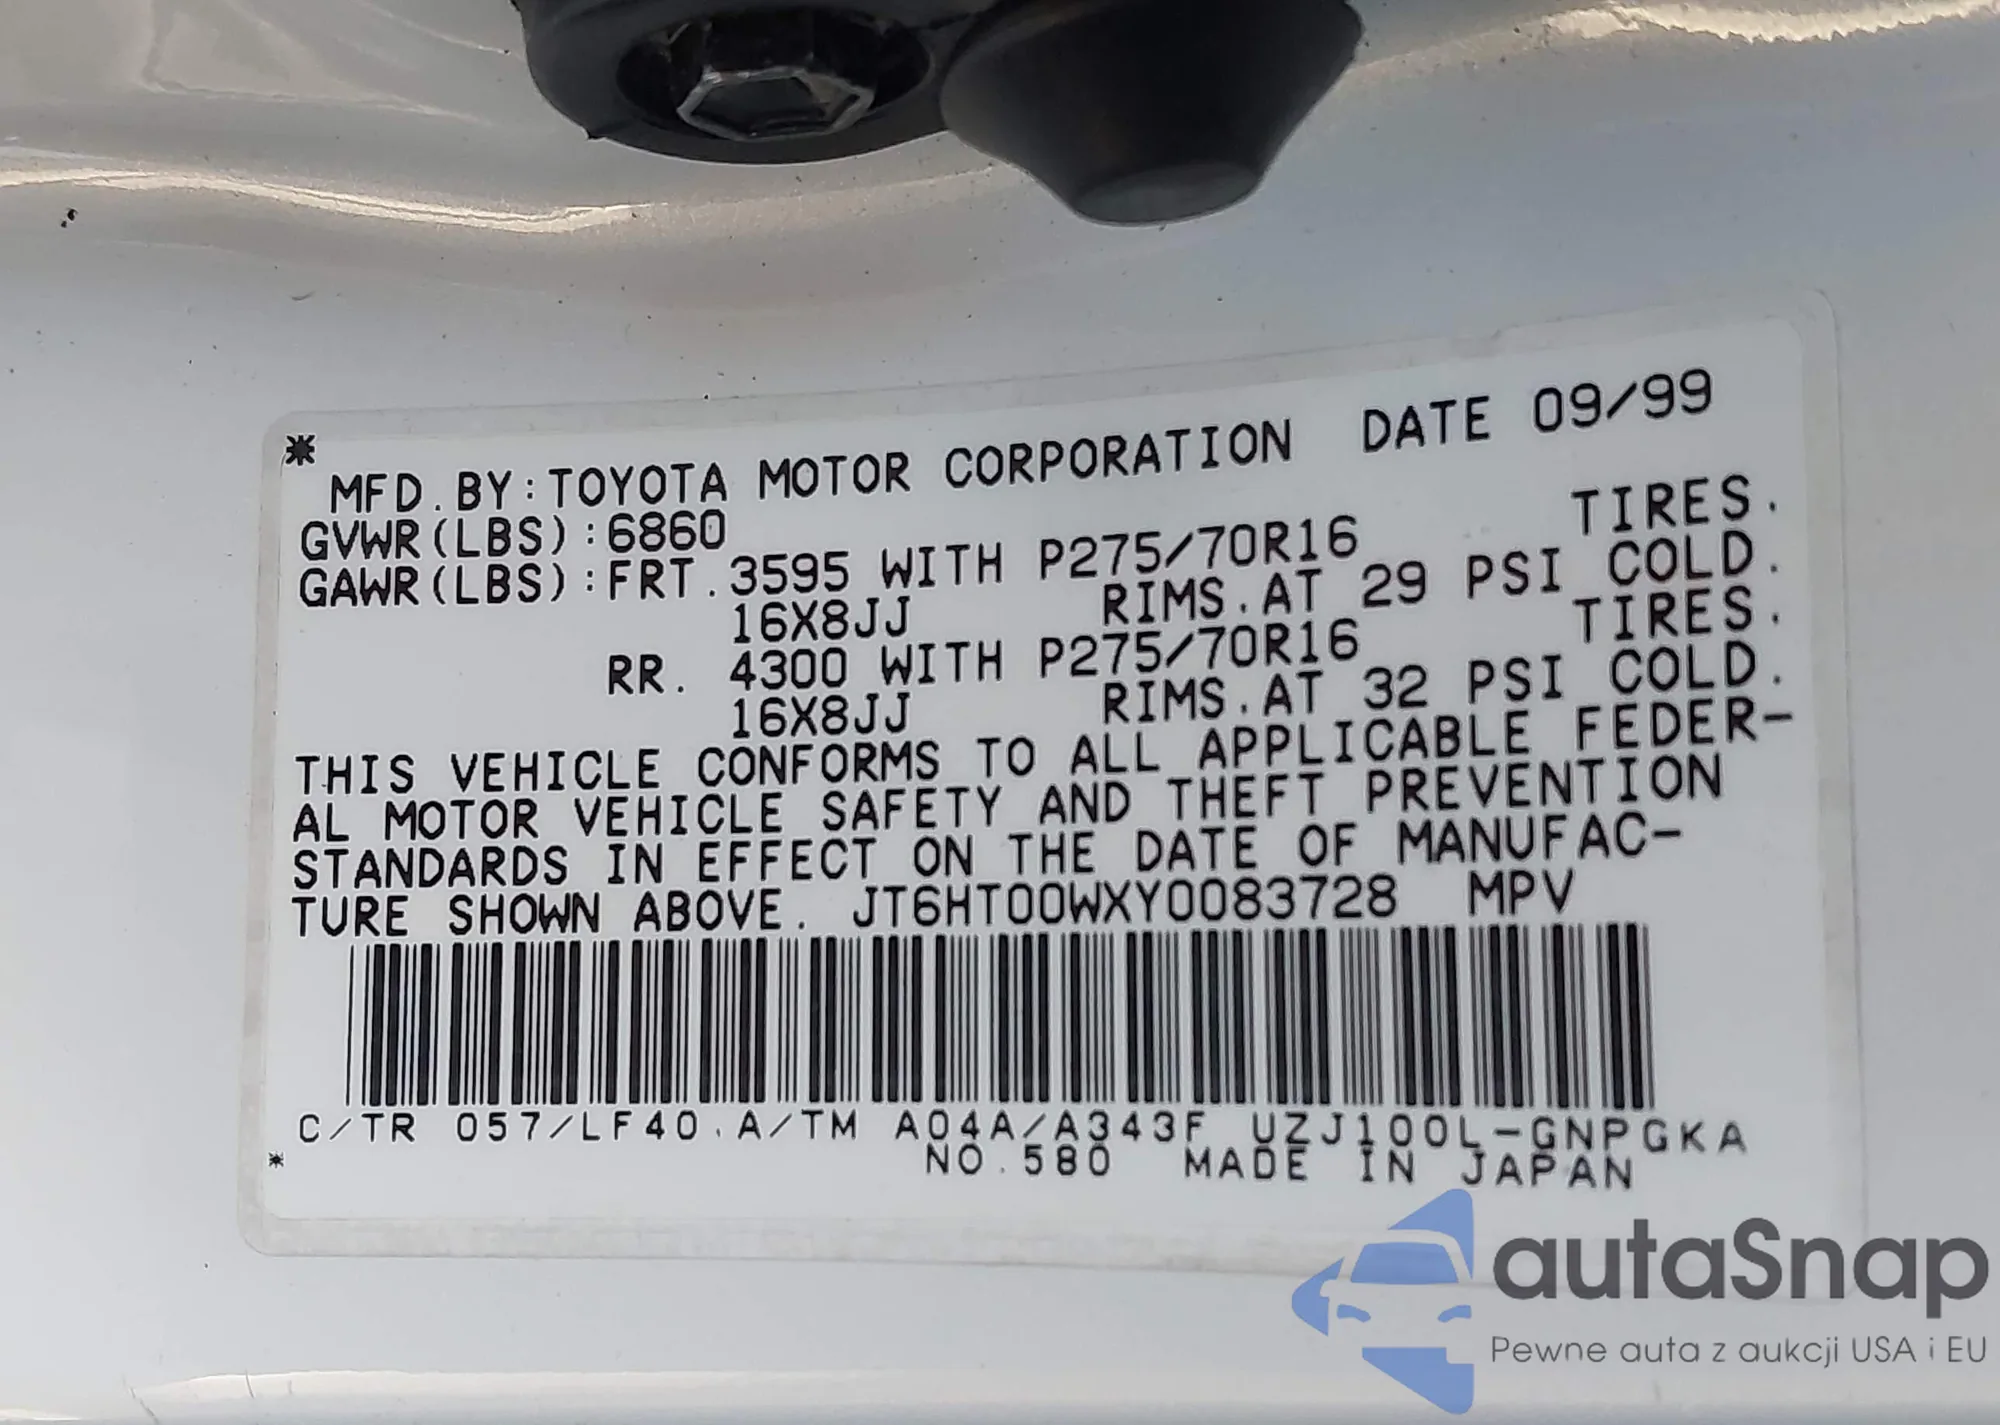 *
MFD.BY:TOYOTA MOTOR CORPORATION DATE 09/99
GVWR(LBS):6860
GAWR(LBS):FRT.3595 WITH P275/70R16 TIRES.
16X8JJ RIMS.AT 29 PSI COLD.
RR. 4300 WITH P275/70R16 TIRES.
16X8JJ RIMS.AT 32 PSI COLD.
THIS VEHICLE CONFORMS TO ALL APPLICABLE FEDER-
AL MOTOR VEHICLE SAFETY AND THEFT PREVENTION
STANDARDS IN EFFECT ON THE DATE OF MANUFAC-
TURE SHOWN ABOVE. JT6HT00WXY0083728 MPV
C/TR 057/LF40.A/TM A04A/A343F UZJ100L-GNPGKA
* NO.580 MADE IN JAPAN
autaSnap
Pewne auta z aukcji USA i EU